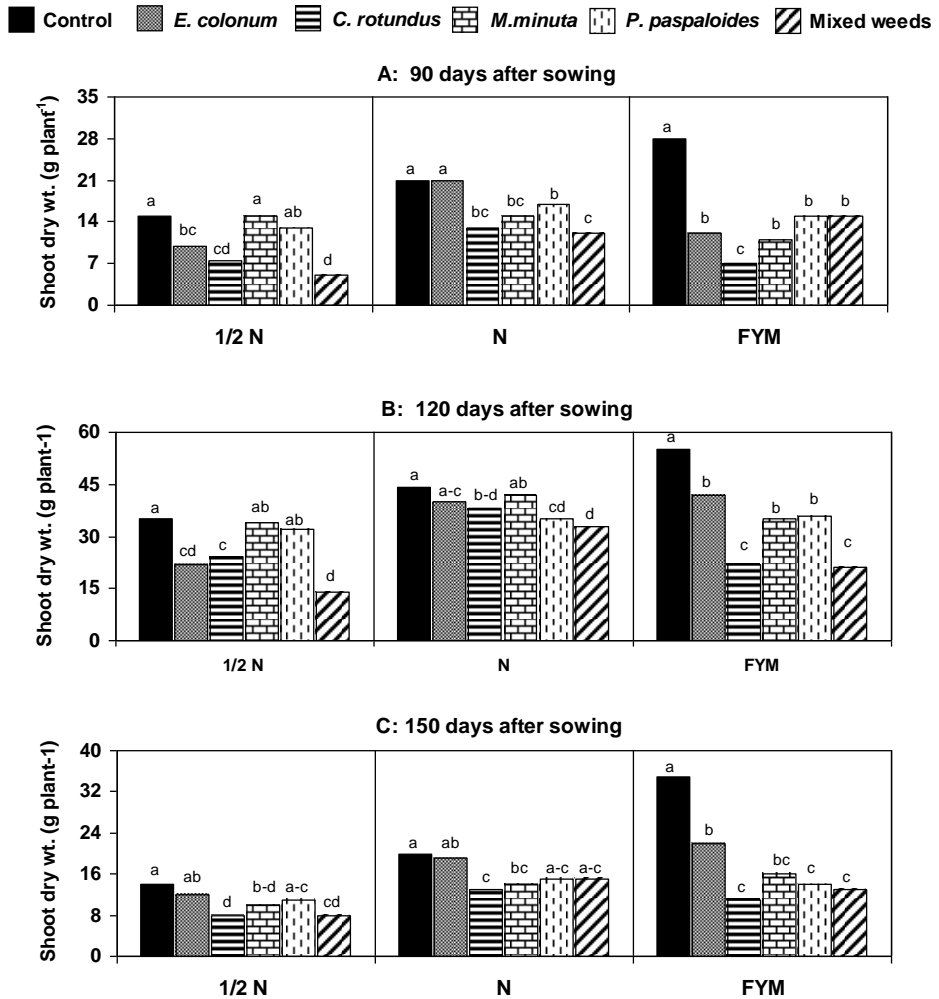 Control E. colonum C. rotundus M.minuta P. paspaloides Mixed weeds
A: 90 days after sowing
Shoot dry wt. (g plant⁻¹)
35
28
21
14
7
0
a bc cd a ab d
a a bc bc b c
a b c b b b
1/2 N N FYM
B: 120 days after sowing
Shoot dry wt. (g plant-1)
60
45
30
15
0
a cd c ab ab d
a a-c b-d ab cd d
a b c b b c
1/2 N N FYM
C: 150 days after sowing
Shoot dry wt. (g plant-1)
40
32
24
16
8
0
a ab d b-d a-c cd
a ab c bc a-c a-c
a b c bc c c
1/2 N N FYM